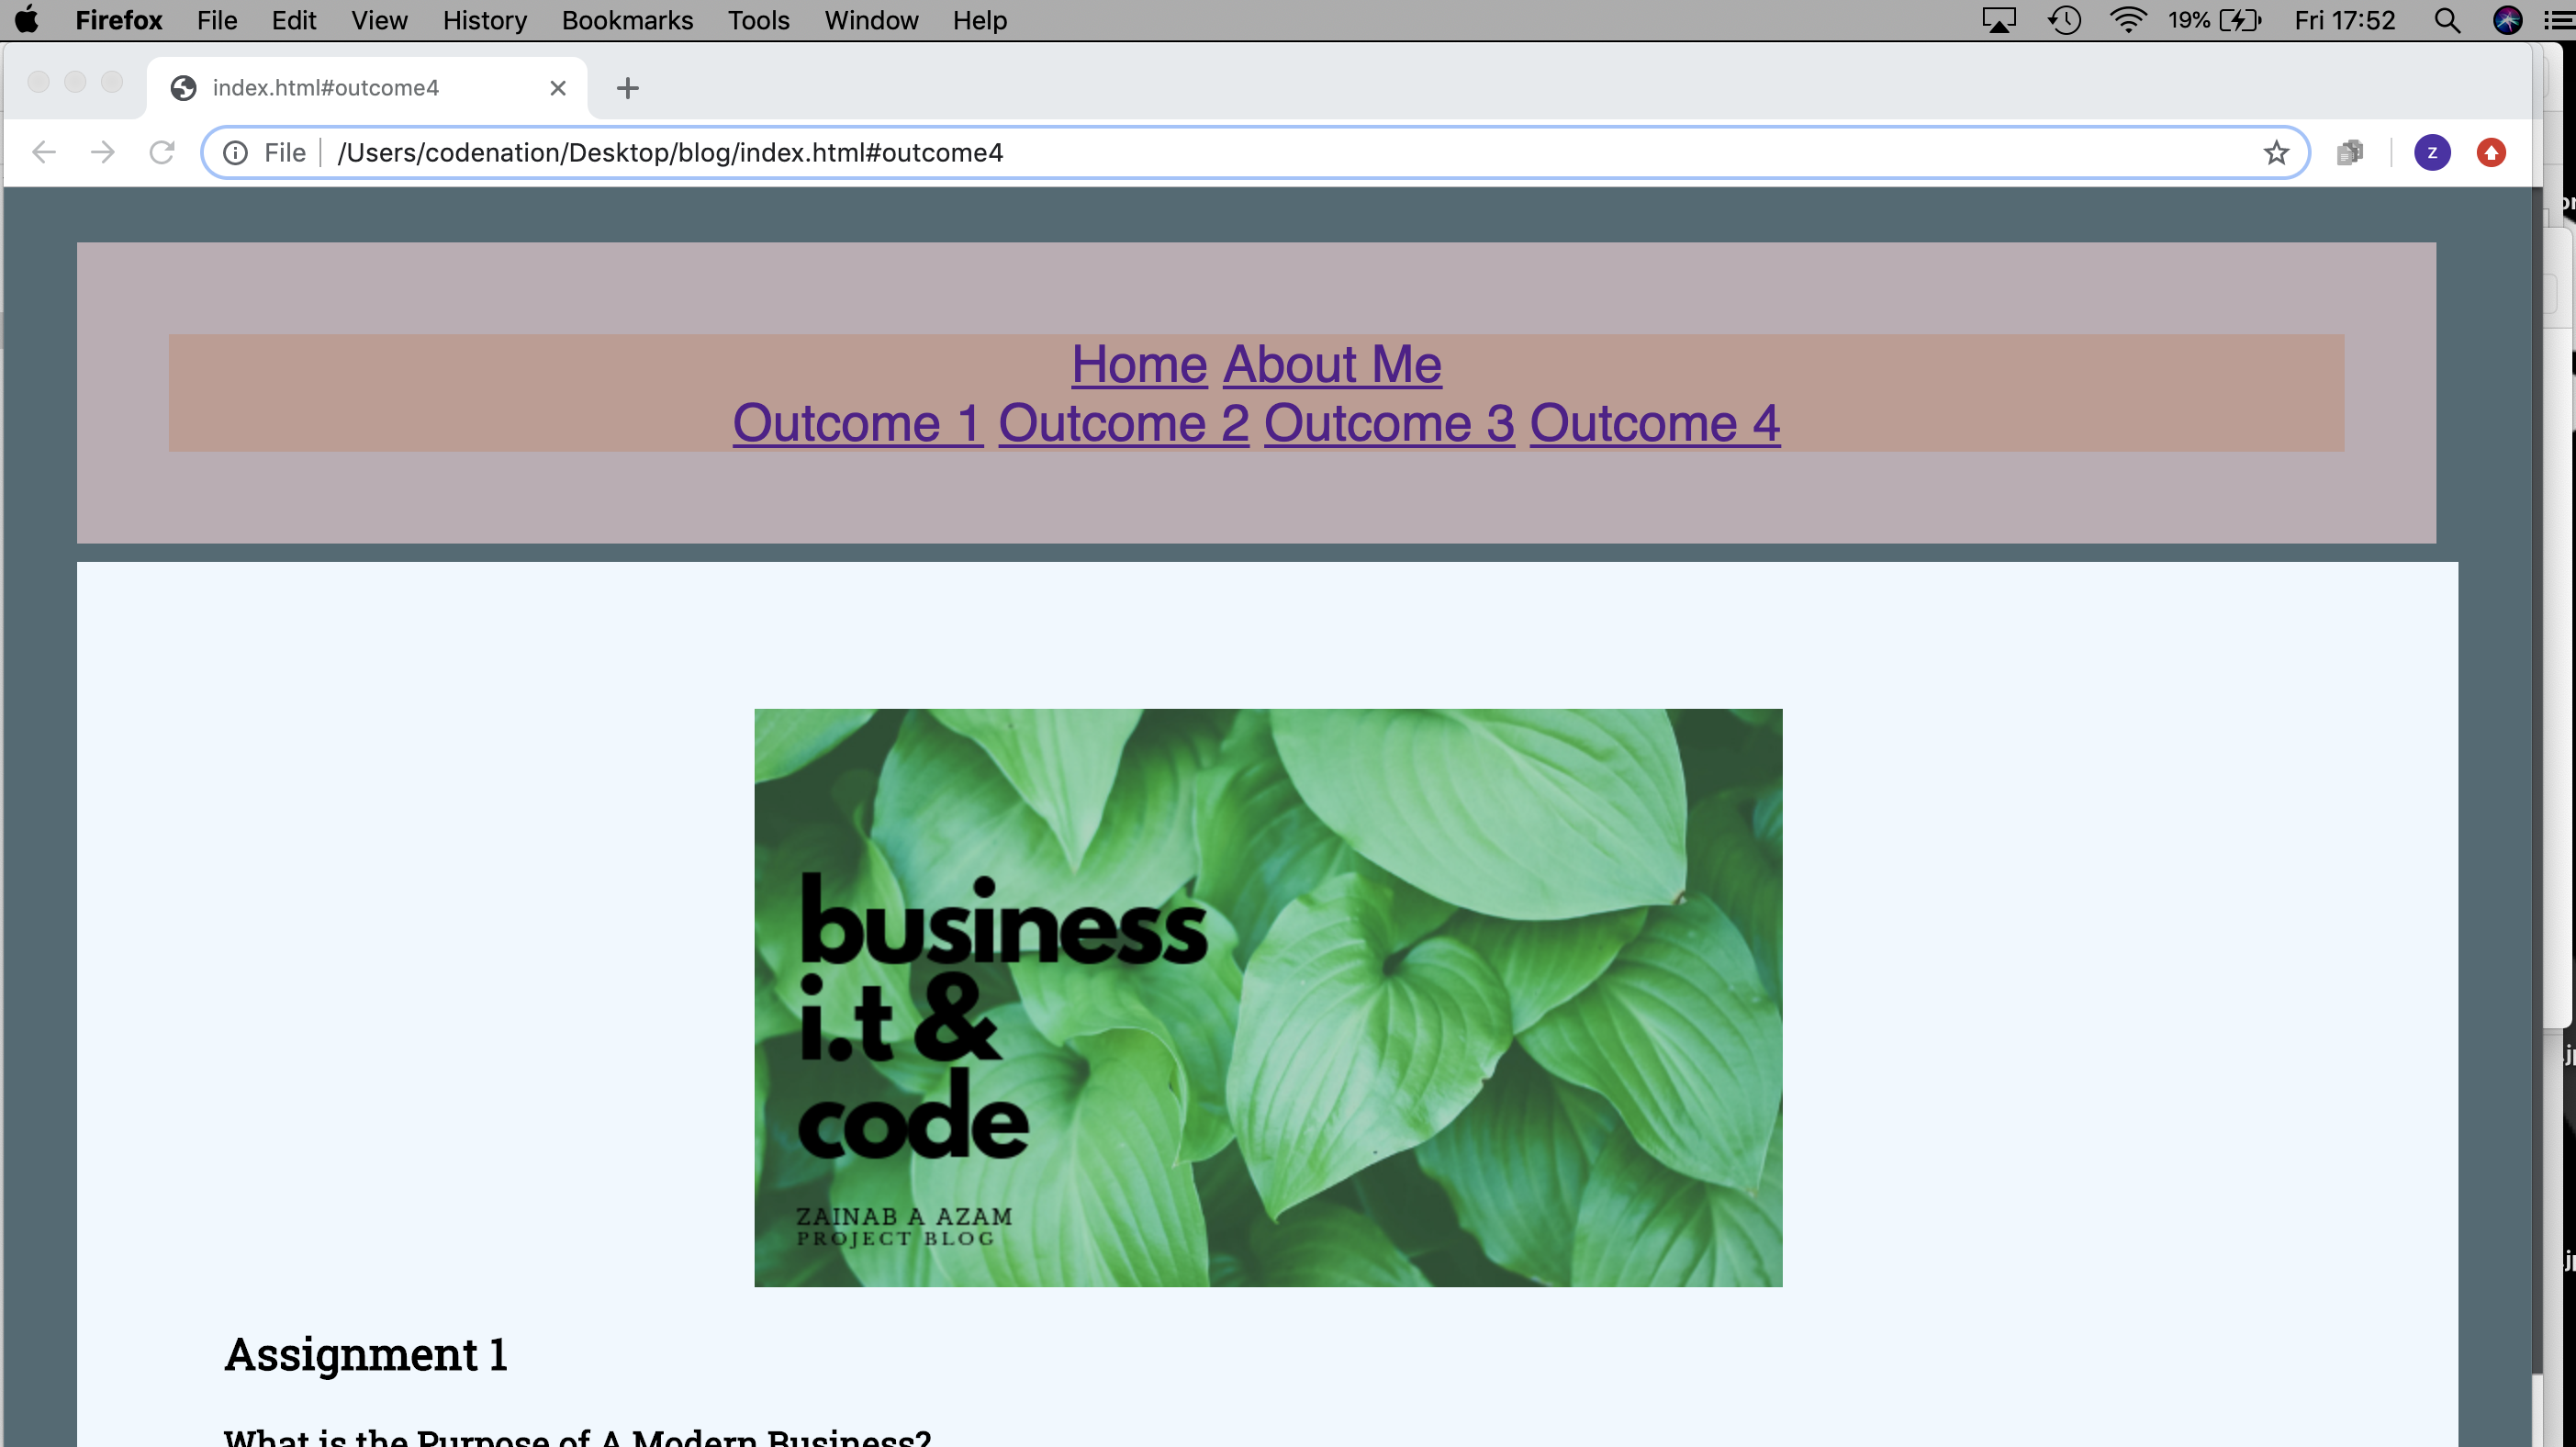 Firefox File Edit View History Bookmarks Tools Window Help 19% Fri 17:52
index.html#outcome4
File /Users/codenation/Desktop/blog/index.html#outcome4 z
Home About Me
Outcome 1 Outcome 2 Outcome 3 Outcome 4
business
i.t &
code
ZAINAB A AZAM
PROJECT BLOG
Assignment 1
What is the Purpose of A Modern Business?